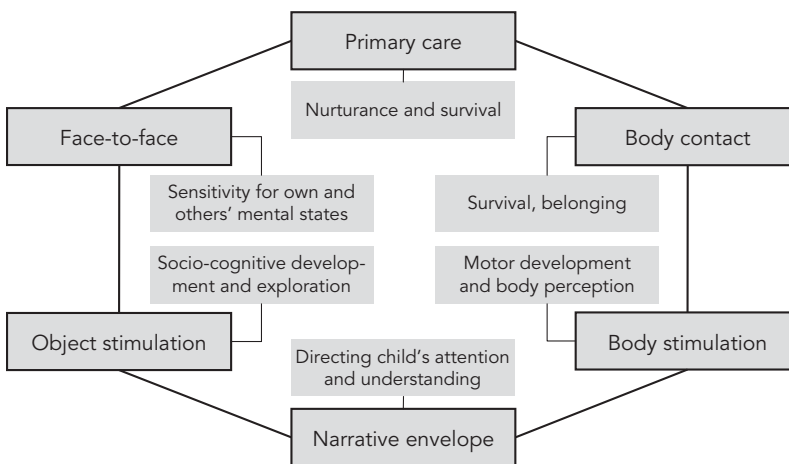 Primary care
Nurturance and survival
Face-to-face
Body contact
Sensitivity for own and
others’ mental states
Survival, belonging
Socio-cognitive develop-
ment and exploration
Motor development
and body perception
Object stimulation
Body stimulation
Directing child’s attention
and understanding
Narrative envelope